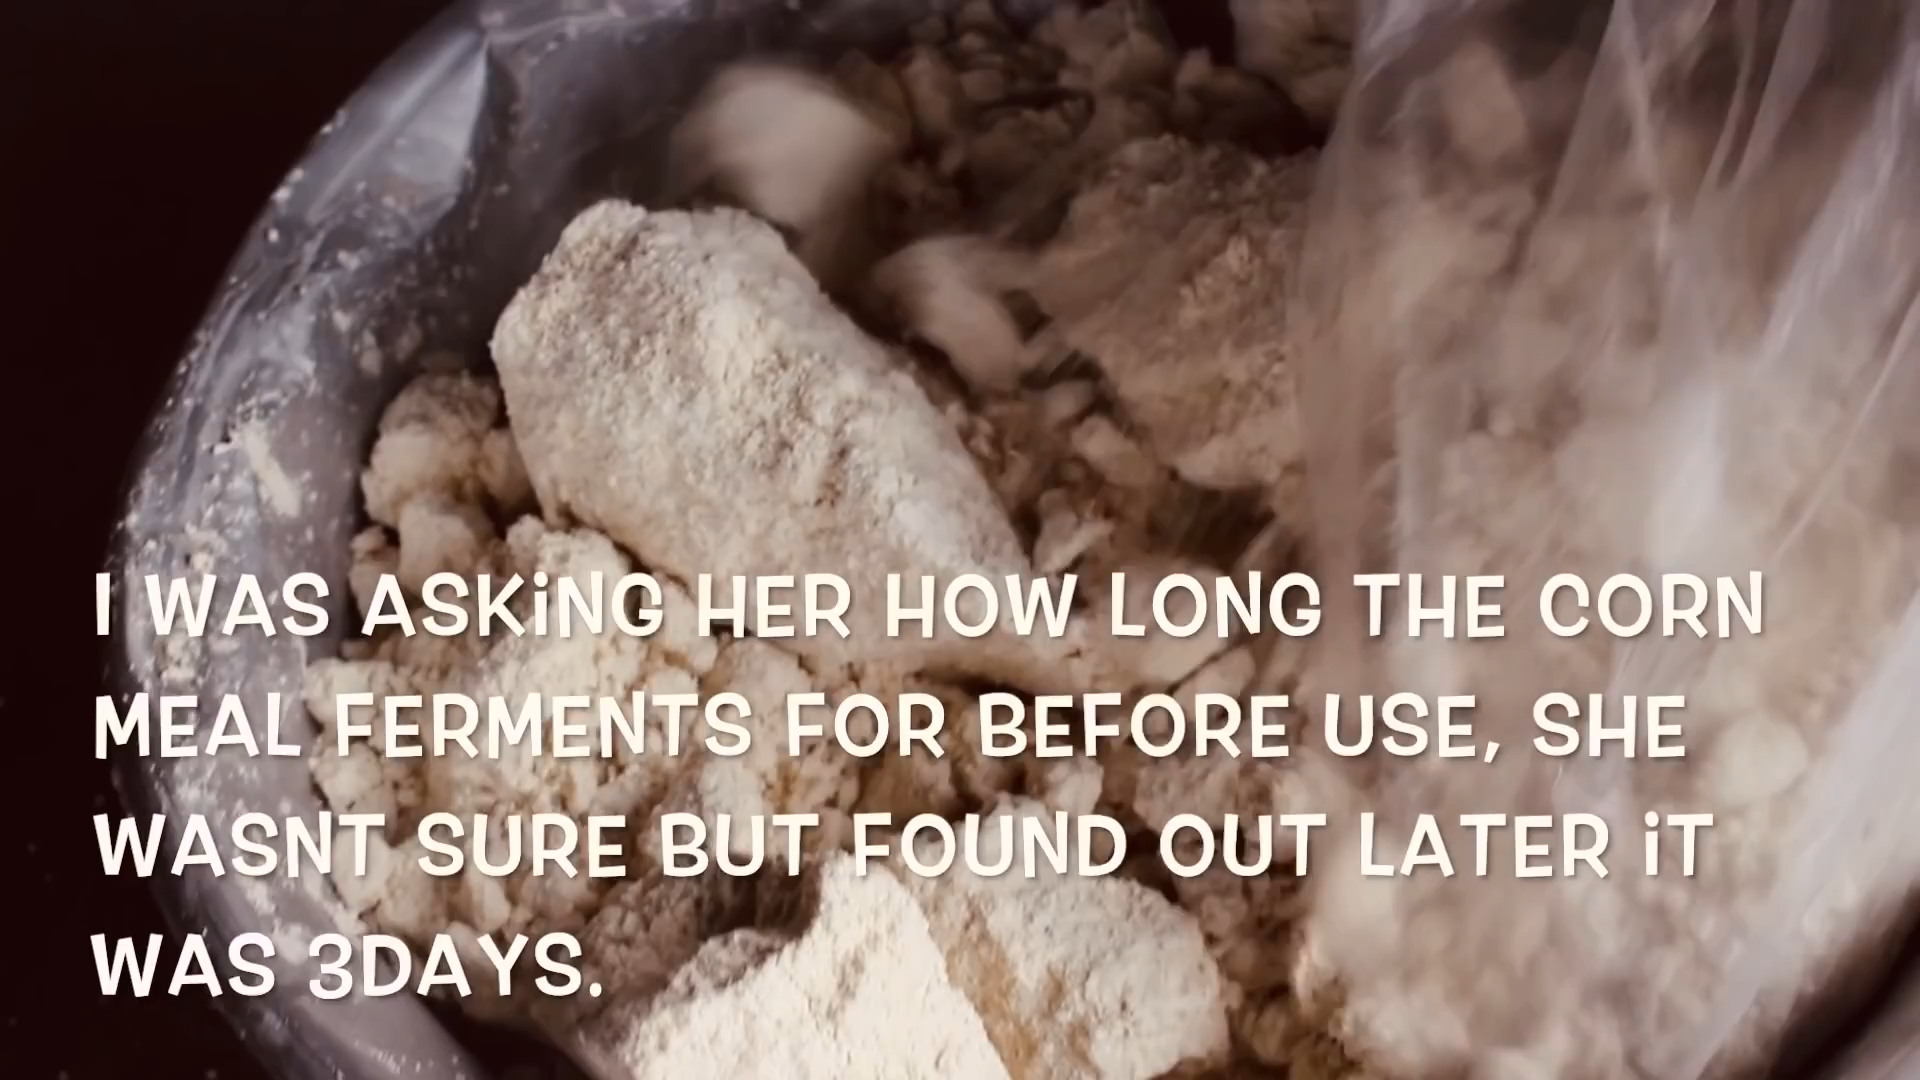 I WAS ASKiNG HER HOW LONG THE CORN
MEAL FERMENTS FOR BEFORE USE, SHE
WASNT SURE BUT FOUND OUT LATER iT
WAS 3DAYS.